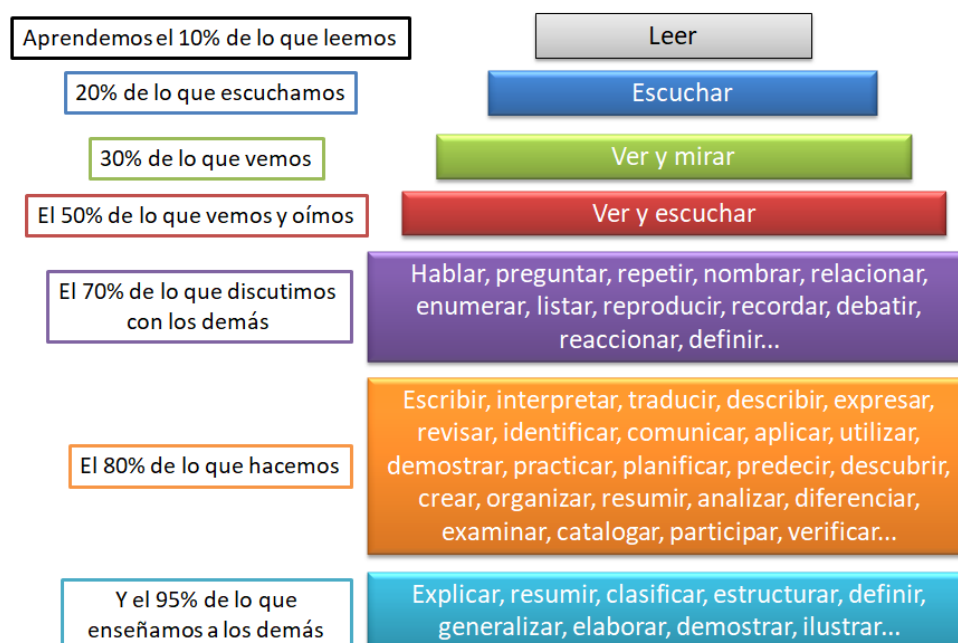 Aprendemos el 10% de lo que leemos
Leer
20% de lo que escuchamos
Escuchar
30% de lo que vemos
Ver y mirar
El 50% de lo que vemos y oímos
Ver y escuchar
El 70% de lo que discutimos
con los demás
Hablar, preguntar, repetir, nombrar, relacionar,
enumerar, listar, reproducir, recordar, debatir,
reaccionar, definir...
El 80% de lo que hacemos
Escribir, interpretar, traducir, describir, expresar,
revisar, identificar, comunicar, aplicar, utilizar,
demostrar, practicar, planificar, predecir, descubrir,
crear, organizar, resumir, analizar, diferenciar,
examinar, catalogar, participar, verificar...
Y el 95% de lo que
enseñamos a los demás
Explicar, resumir, clasificar, estructurar, definir,
generalizar, elaborar, demostrar, ilustrar...